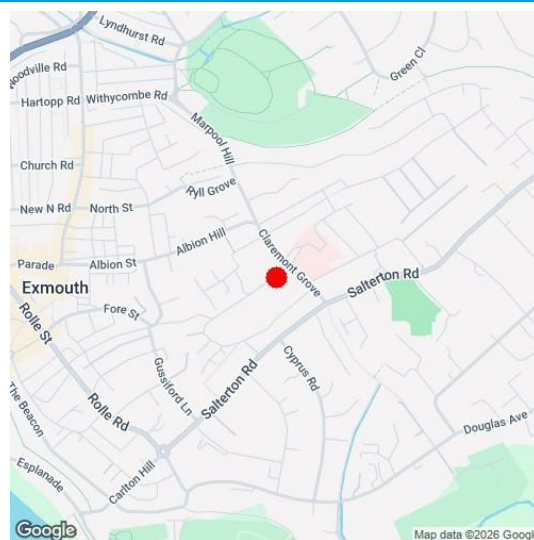 Lyndhurst Rd
Woodville Rd
Green Cl
Hartopp Rd
Withycombe Rd
Marpool Hill
Church Rd
Ryll Grove
New N Rd
North St
Albion Hill
Claremont Grove
Parade
Albion St
Salterton Rd
Exmouth
Fore St
Rolle St
Gussiford Ln
Cyprus Rd
Salterton Rd
The Beacon
Rolle Rd
Douglas Ave
Esplanade
Carlton Hill
Google
Map data ©2026 Google